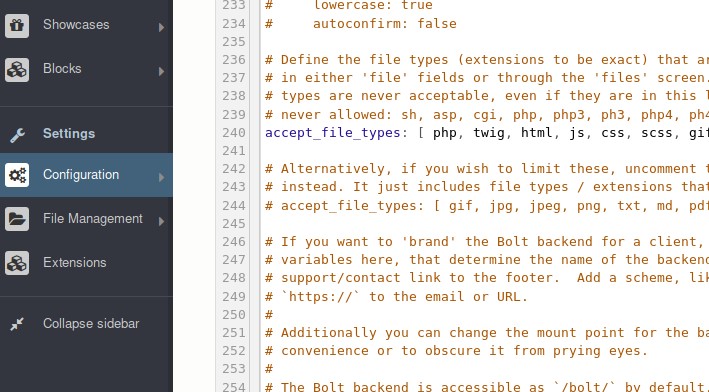 Showcases
Blocks
Settings
Configuration
File Management
Extensions
Collapse sidebar
233 #     lowercase: true
234 #     autoconfirm: false
235
236 # Define the file types (extensions to be exact) that
237 # in either 'file' fields or through the 'files' screen.
238 # types are never acceptable, even if they are in this
239 # never allowed: sh, asp, cgi, php, php3, ph3, php4,
240 accept_file_types: [ php, twig, html, js, css, scss, gif
241
242 # Alternatively, if you wish to limit these, uncomment
243 # instead. It just includes file types / extensions
244 # accept_file_types: [ gif, jpg, jpeg, png, txt, md,
245
246 # If you want to 'brand' the Bolt backend for a client,
247 # variables here, that determine the name of the
248 # support/contact link to the footer.  Add a scheme,
249 # `https://` to the email or URL.
250 #
251 # Additionally you can change the mount point for the
252 # convenience or to obscure it from prying eyes.
253 #
254 # The Bolt backend is accessible as `/bolt/` by default.